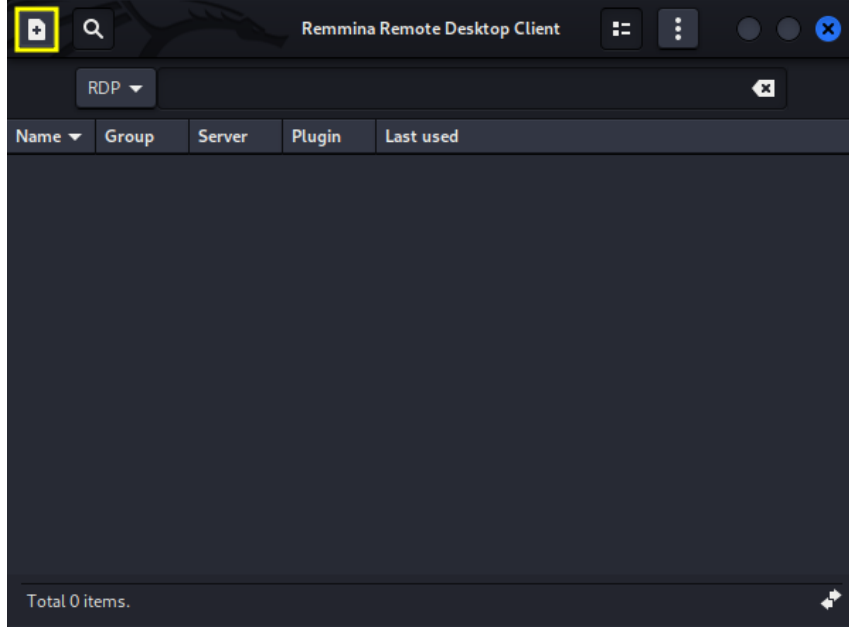 Remmina Remote Desktop Client
RDP
Name Group Server Plugin Last used
Total 0 items.